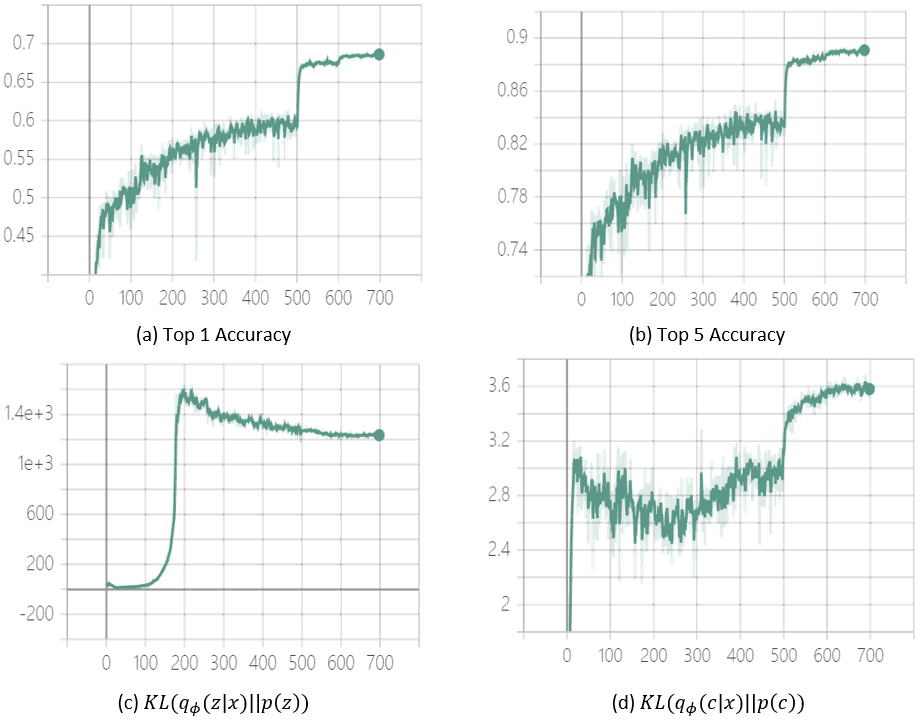 0.7
0.65
0.6
0.55
0.5
0.45
0 100 200 300 400 500 600 700
(a) Top 1 Accuracy
0.9
0.86
0.82
0.78
0.74
0 100 200 300 400 500 600 700
(b) Top 5 Accuracy
1.4e+3
1e+3
600
200
-200
0 100 200 300 400 500 600 700
(c) KL(qϕ(z|x)||p(z))
3.6
3.2
2.8
2.4
2
0 100 200 300 400 500 600 700
(d) KL(qϕ(c|x)||p(c))